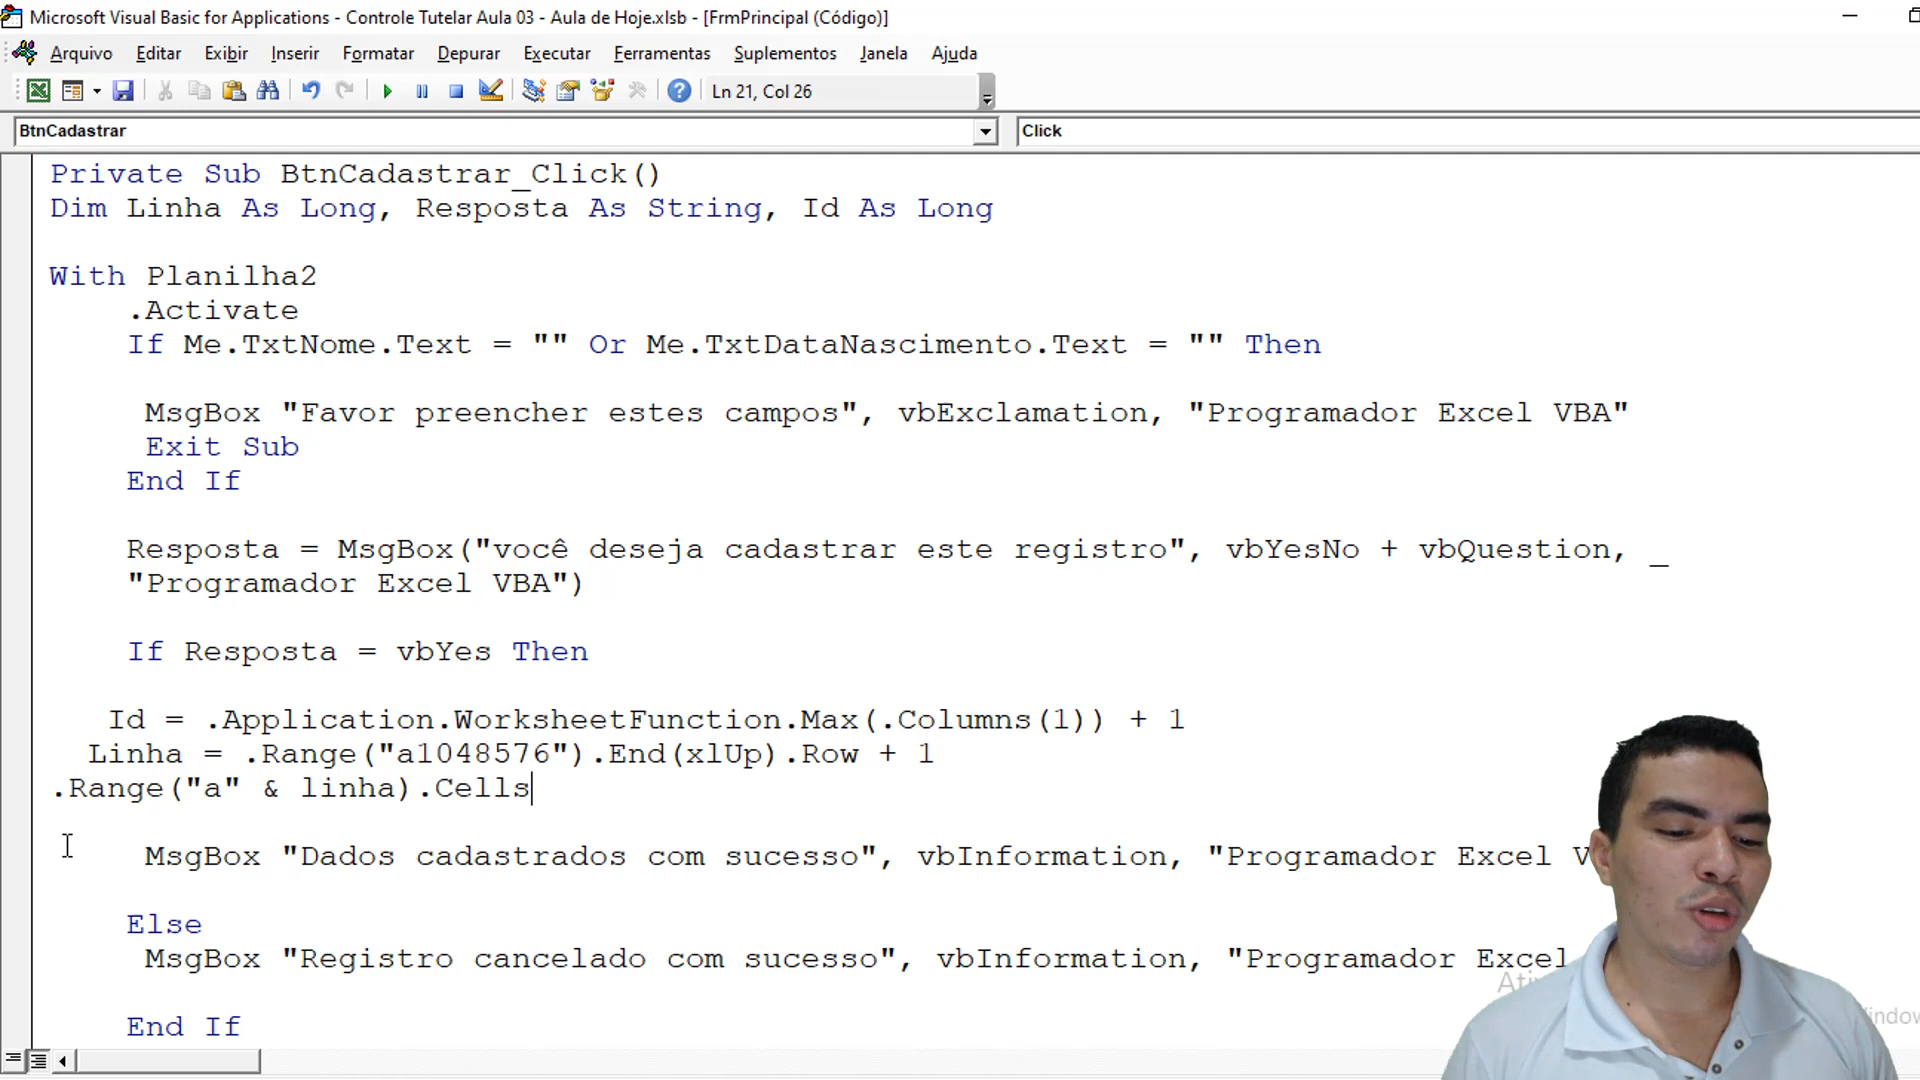 Microsoft Visual Basic for Applications - Controle Tutelar Aula 03 - Aula de Hoje.xlsb - [FrmPrincipal (Código)]
Arquivo Editar Exibir Inserir Formatar Depurar Executar Ferramentas Suplementos Janela Ajuda
Ln 21, Col 26
BtnCadastrar Click
Private Sub BtnCadastrar_Click()
Dim Linha As Long, Resposta As String, Id As Long
With Planilha2
.Activate
If Me.TxtNome.Text = "" Or Me.TxtDataNascimento.Text = "" Then
MsgBox "Favor preencher estes campos", vbExclamation, "Programador Excel VBA"
Exit Sub
End If
Resposta = MsgBox("você deseja cadastrar este registro", vbYesNo + vbQuestion, _
"Programador Excel VBA")
If Resposta = vbYes Then
Id = .Application.WorksheetFunction.Max(.Columns(1)) + 1
Linha = .Range("a1048576").End(xlUp).Row + 1
.Range("a" & linha).Cells
MsgBox "Dados cadastrados com sucesso", vbInformation, "Programador Excel
Else
MsgBox "Registro cancelado com sucesso", vbInformation, "Programador Excel
End If